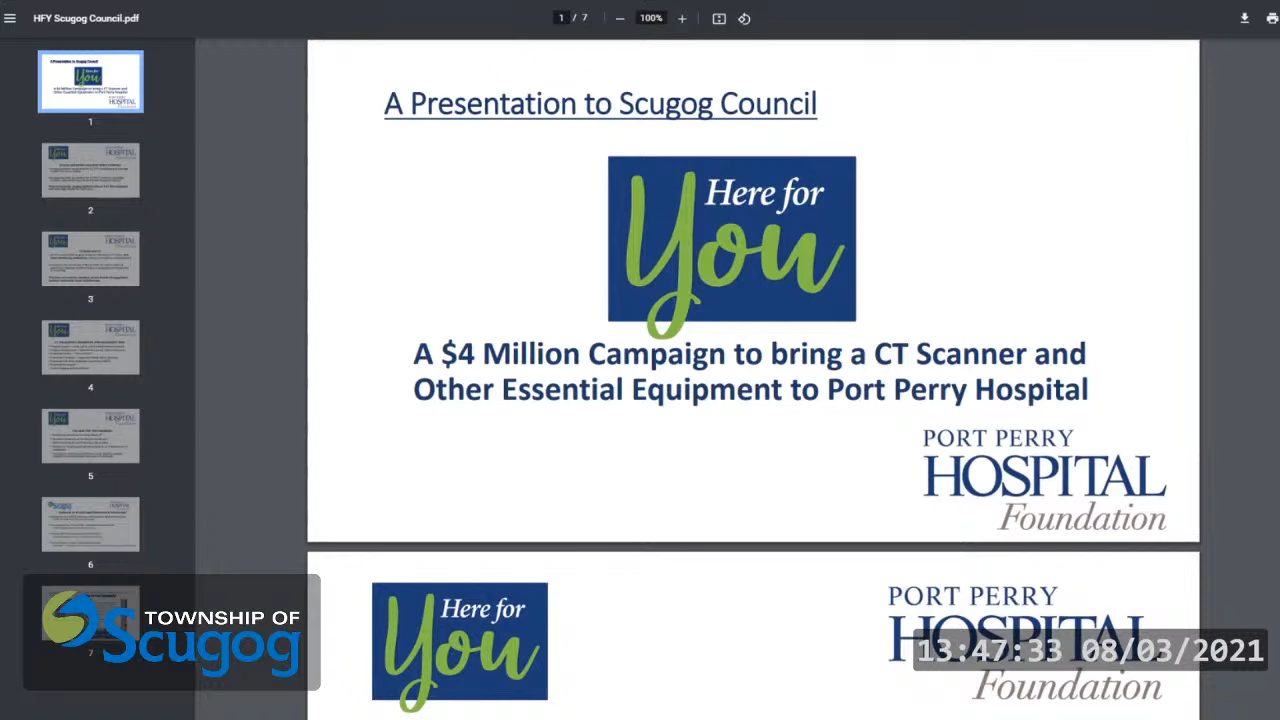 HFY Scugog Council.pdf
1 / 7
100%
A Presentation to Scugog Council
Here for
You
A $4 Million Campaign to bring a CT Scanner and
Other Essential Equipment to Port Perry Hospital
PORT PERRY
HOSPITAL
Foundation
Here for
You
PORT PERRY
HOSPITAL
Foundation
1
2
3
4
5
6
7
TOWNSHIP OF
Scugog
13:47:33 08/03/2021